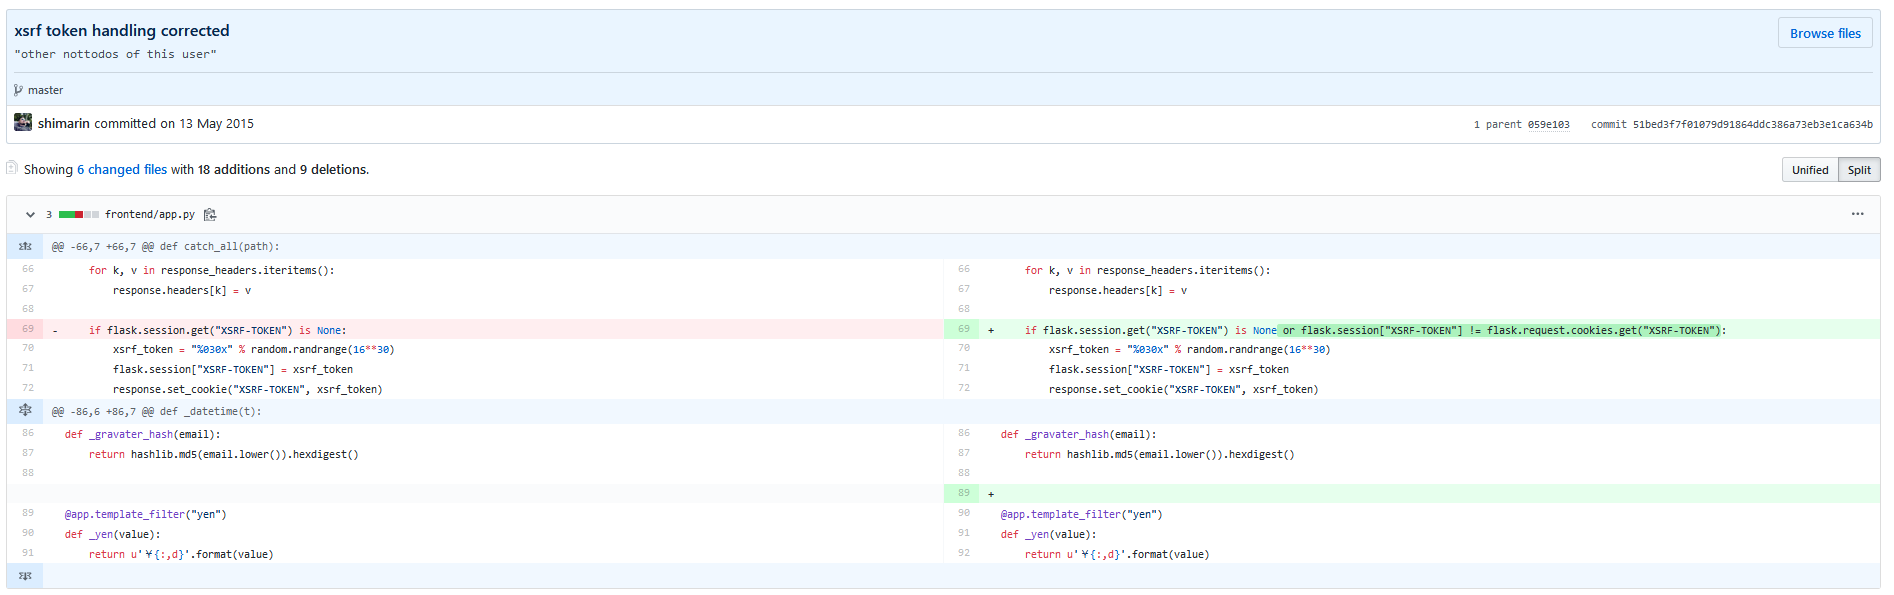 xsrf token handling corrected
Browse files
"other nottodos of this user"
master
shimarin committed on 13 May 2015
1 parent 059e103 commit 51bed3f7f01079d91864ddc386a73eb3e1ca634b
Showing 6 changed files with 18 additions and 9 deletions.
Unified Split
3 frontend/app.py
@@ -66,7 +66,7 @@ def catch_all(path):
66 for k, v in response_headers.iteritems(): 66 for k, v in response_headers.iteritems():
67 response.headers[k] = v 67 response.headers[k] = v
68 68
69 - if flask.session.get("XSRF-TOKEN") is None: 69 + if flask.session.get("XSRF-TOKEN") is None or flask.session["XSRF-TOKEN"] != flask.request.cookies.get("XSRF-TOKEN"):
70 xsrf_token = "%030x" % random.randrange(16**30) 70 xsrf_token = "%030x" % random.randrange(16**30)
71 flask.session["XSRF-TOKEN"] = xsrf_token 71 flask.session["XSRF-TOKEN"] = xsrf_token
72 response.set_cookie("XSRF-TOKEN", xsrf_token) 72 response.set_cookie("XSRF-TOKEN", xsrf_token)
@@ -86,6 +86,7 @@ def _datetime(t):
86 def _gravater_hash(email): 86 def _gravater_hash(email):
87 return hashlib.md5(email.lower()).hexdigest() 87 return hashlib.md5(email.lower()).hexdigest()
88 88
89 +
89 @app.template_filter("yen") 90 @app.template_filter("yen")
90 def _yen(value): 91 def _yen(value):
91 return u'￥{:,d}'.format(value) 92 return u'￥{:,d}'.format(value)